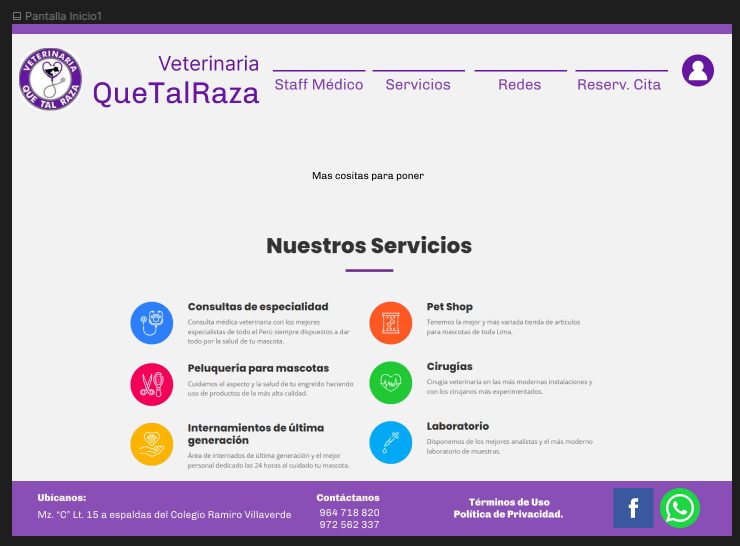 Pantalla Inicio1
VETERINARIA
QUE TAL RAZA
Veterinaria
QueTalRaza
Staff Médico
Servicios
Redes
Reserv. Cita
Mas cositas para poner
Nuestros Servicios
Consultas de especialidad
Consulta médica veterinaria con los mejores
especialistas de todo el Perú siempre dispuestos a dar
todo por la salud de tu mascota.
Pet Shop
Tenemos la mejor y más variada tienda de artículos
para mascotas de toda Lima.
Peluquería para mascotas
Cuidamos el aspecto y la salud de tu engreído haciendo
uso de productos de la más alta calidad.
Cirugías
Cirugía veterinaria en las más modernas instalaciones y
con los cirujanos más experimentados.
Internamientos de última
generación
Área de internados de última generación y el mejor
personal dedicado las 24 horas al cuidado tu mascota.
Laboratorio
Disponemos de los mejores analistas y el más moderno
laboratorio de muestras.
Ubícanos:
Mz. “C” Lt. 15 a espaldas del Colegio Ramiro Villaverde
Contáctanos
964 718 820
972 562 337
Términos de Uso
Política de Privacidad.
f